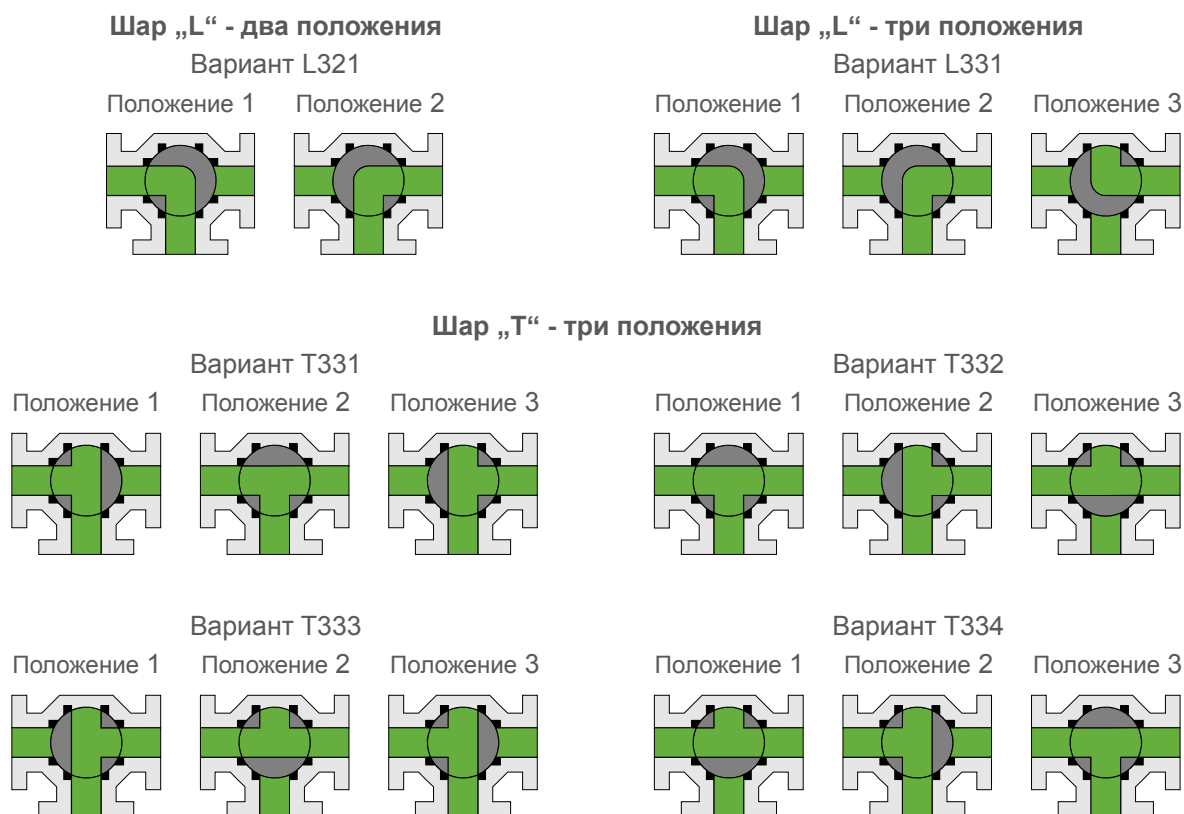 Шар „L“ - два положения
Вариант L321
Положение 1 Положение 2
Шар „L“ - три положения
Вариант L331
Положение 1 Положение 2 Положение 3
Шар „T“ - три положения
Вариант T331
Положение 1 Положение 2 Положение 3
Вариант T332
Положение 1 Положение 2 Положение 3
Вариант T333
Положение 1 Положение 2 Положение 3
Вариант T334
Положение 1 Положение 2 Положение 3